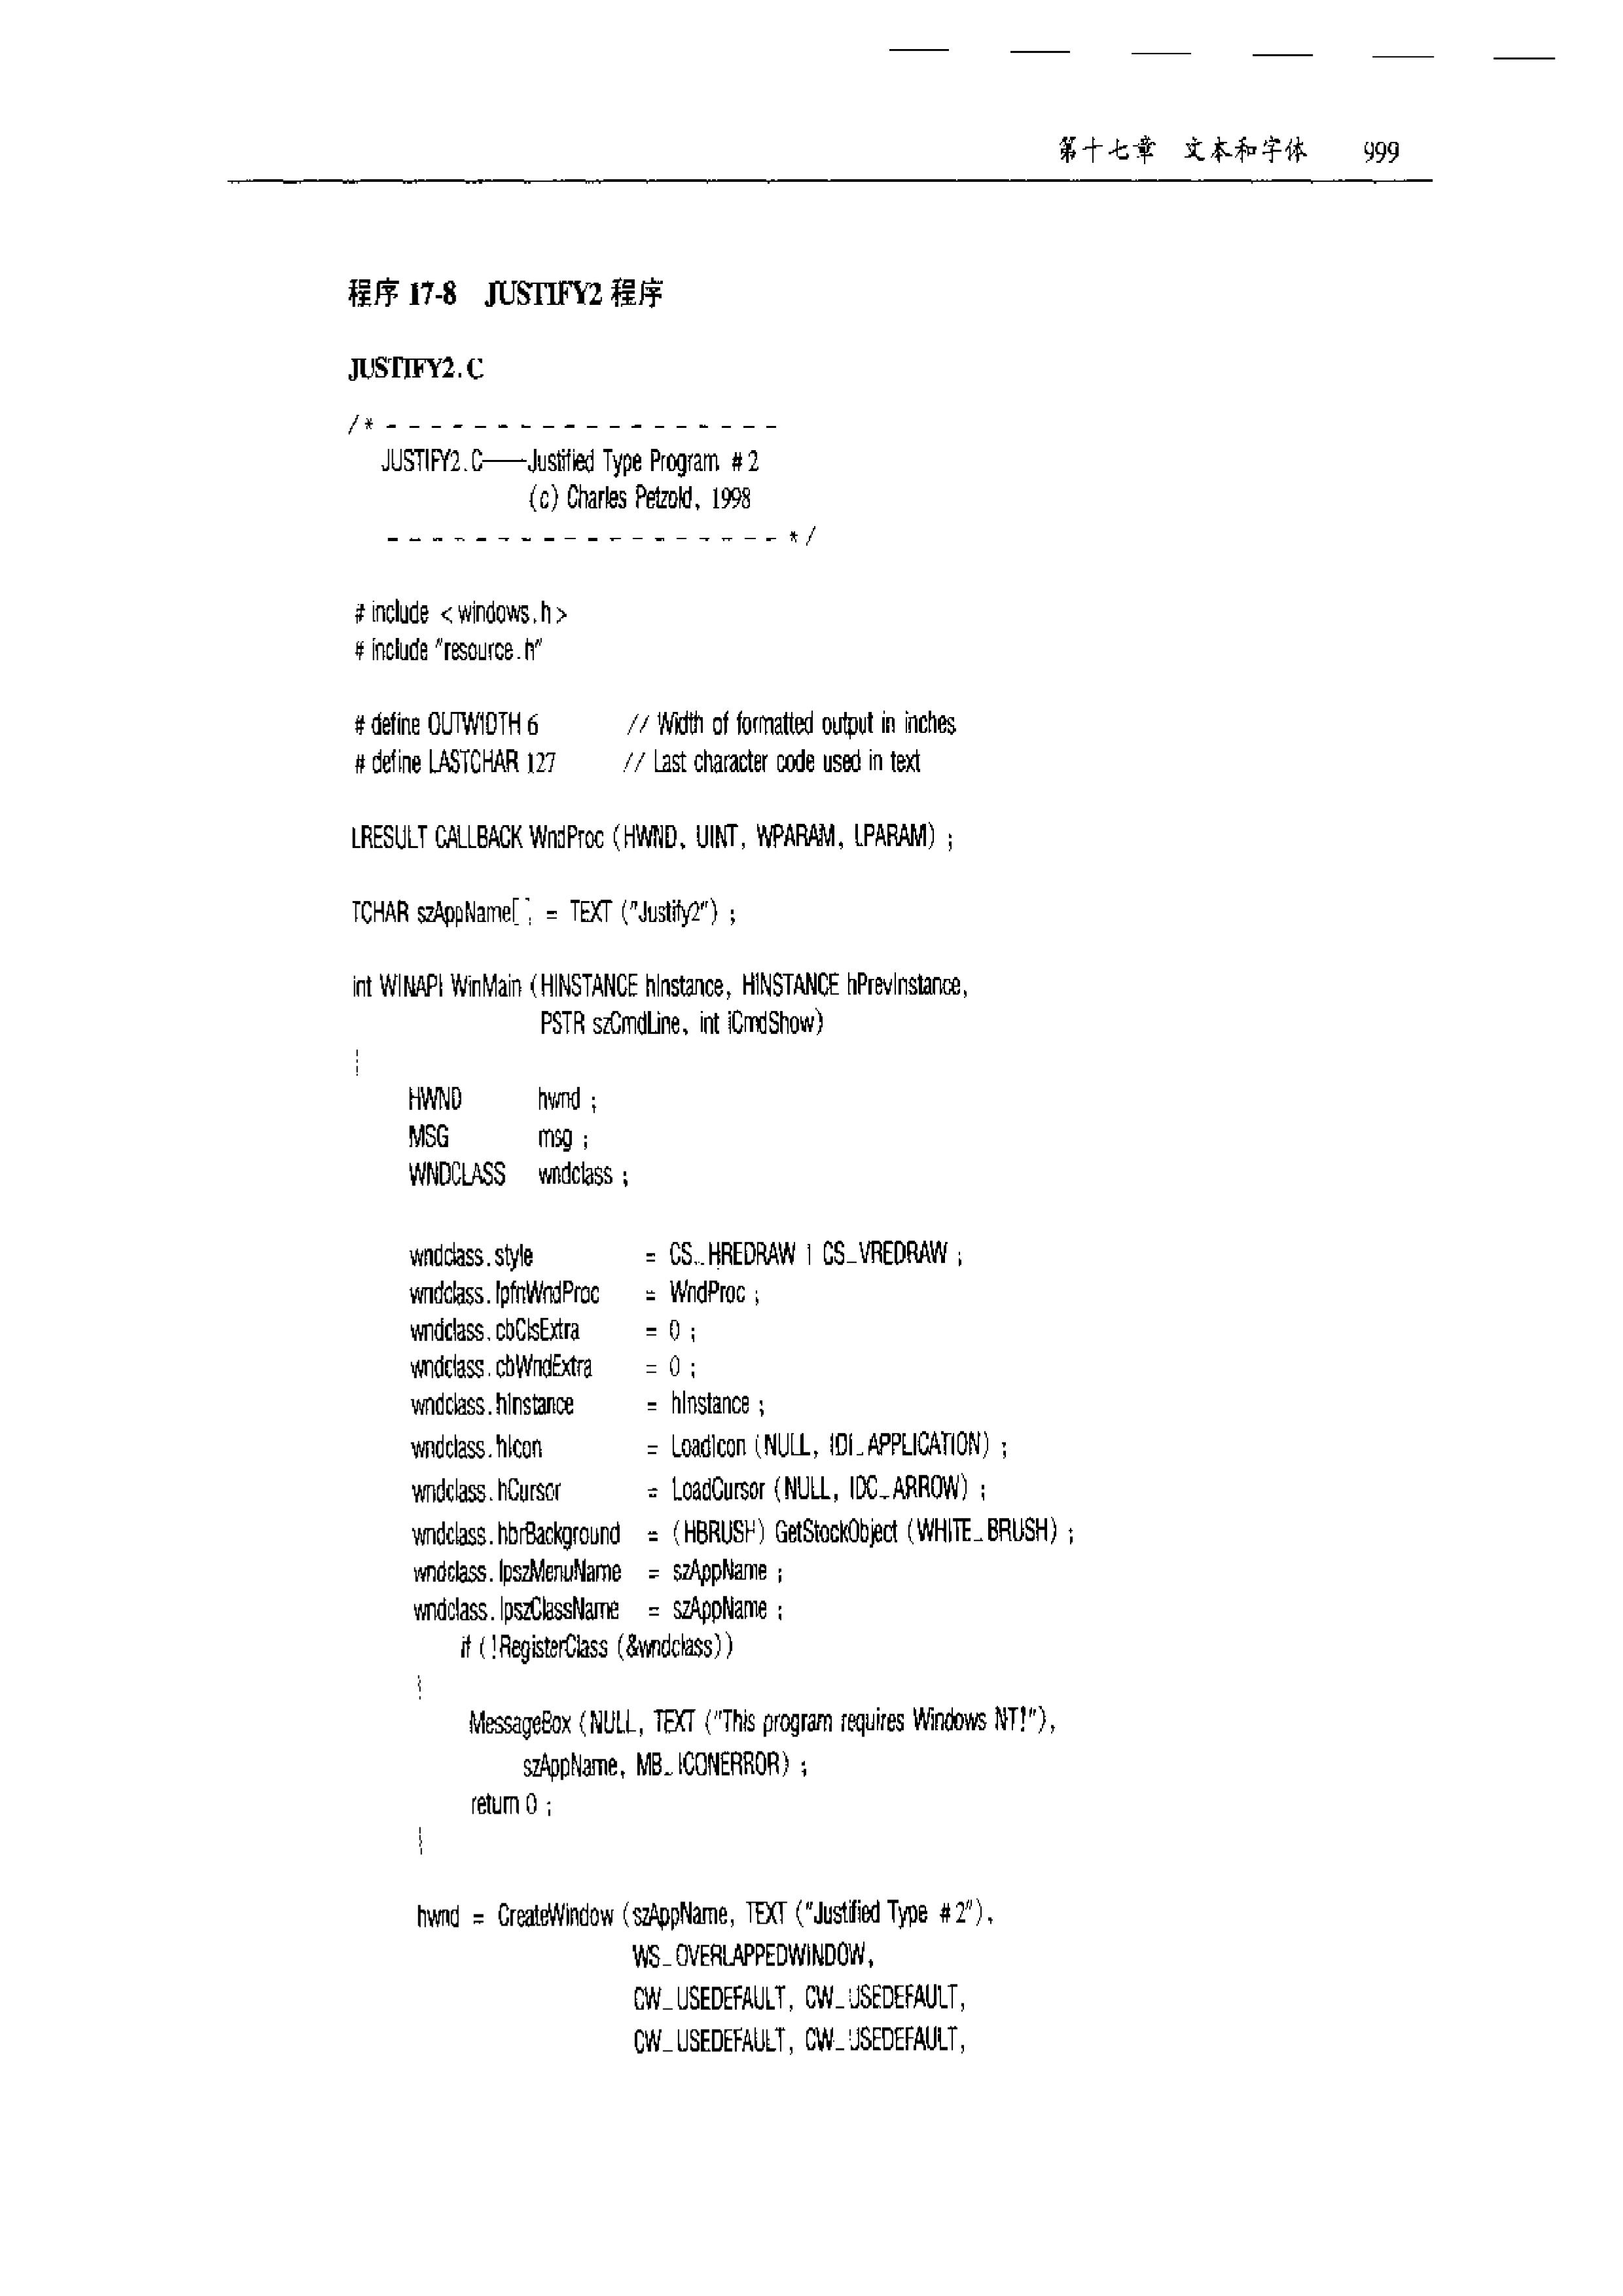 第十七章 文本和字体 999
程序 17-8 JUSTIFY2 程序
JUSTIFY2.C
/* - - - - - - - - - - - - - - - - - -
JUSTIFY2.C——Justified Type Program #2
(c) Charles Petzold, 1998
- - - - - - - - - - - - - - - - - - */
# include <windows.h>
# include "resource.h"
# define OUTWIDTH 6 // Width of formatted output in inches
# define LASTCHAR 127 // Last character code used in text
LRESULT CALLBACK WndProc (HWND, UINT, WPARAM, LPARAM) ;
TCHAR szAppName[] = TEXT ("Justify2") ;
int WINAPI WinMain (HINSTANCE hInstance, HINSTANCE hPrevInstance,
PSTR szCmdLine, int iCmdShow)
{
HWND hwnd ;
MSG msg ;
WNDCLASS wndclass ;
wndclass.style = CS_HREDRAW | CS_VREDRAW ;
wndclass.lpfnWndProc = WndProc ;
wndclass.cbClsExtra = 0 ;
wndclass.cbWndExtra = 0 ;
wndclass.hInstance = hInstance ;
wndclass.hIcon = LoadIcon (NULL, IDI_APPLICATION) ;
wndclass.hCursor = LoadCursor (NULL, IDC_ARROW) ;
wndclass.hbrBackground = (HBRUSH) GetStockObject (WHITE_BRUSH) ;
wndclass.lpszMenuName = szAppName ;
wndclass.lpszClassName = szAppName ;
if (!RegisterClass (&wndclass))
{
MessageBox (NULL, TEXT ("This program requires Windows NT!"),
szAppName, MB_ICONERROR) ;
return 0 ;
}
hwnd = CreateWindow (szAppName, TEXT ("Justified Type #2"),
WS_OVERLAPPEDWINDOW,
CW_USEDEFAULT, CW_USEDEFAULT,
CW_USEDEFAULT, CW_USEDEFAULT,